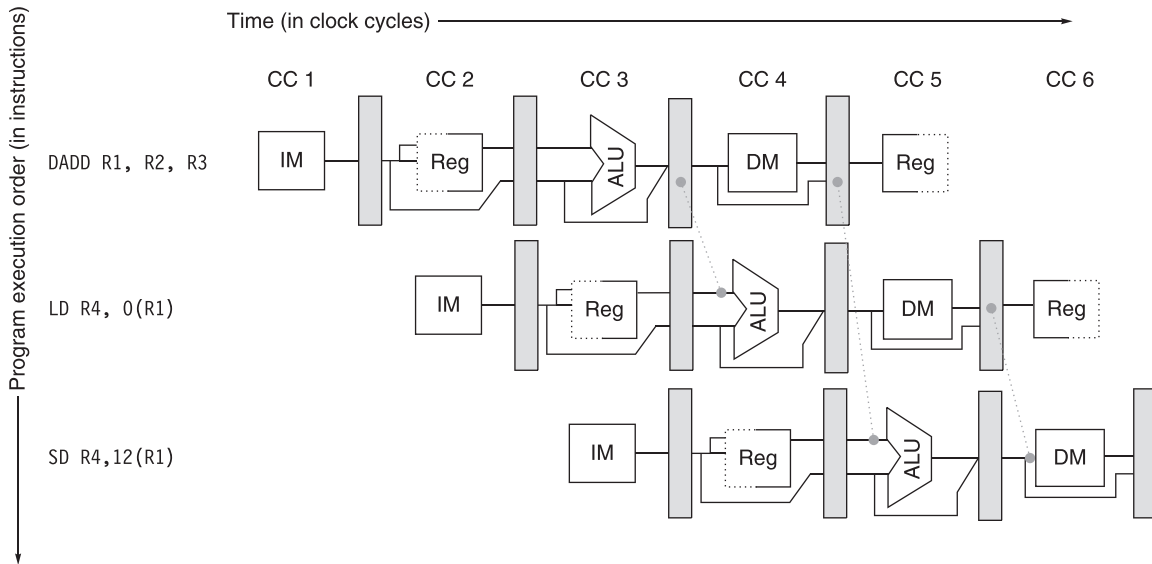 Time (in clock cycles)
Program execution order (in instructions)
CC 1 CC 2 CC 3 CC 4 CC 5 CC 6
DADD R1, R2, R3
IM Reg ALU DM Reg
LD R4, 0(R1)
IM Reg ALU DM Reg
SD R4,12(R1)
IM Reg ALU DM